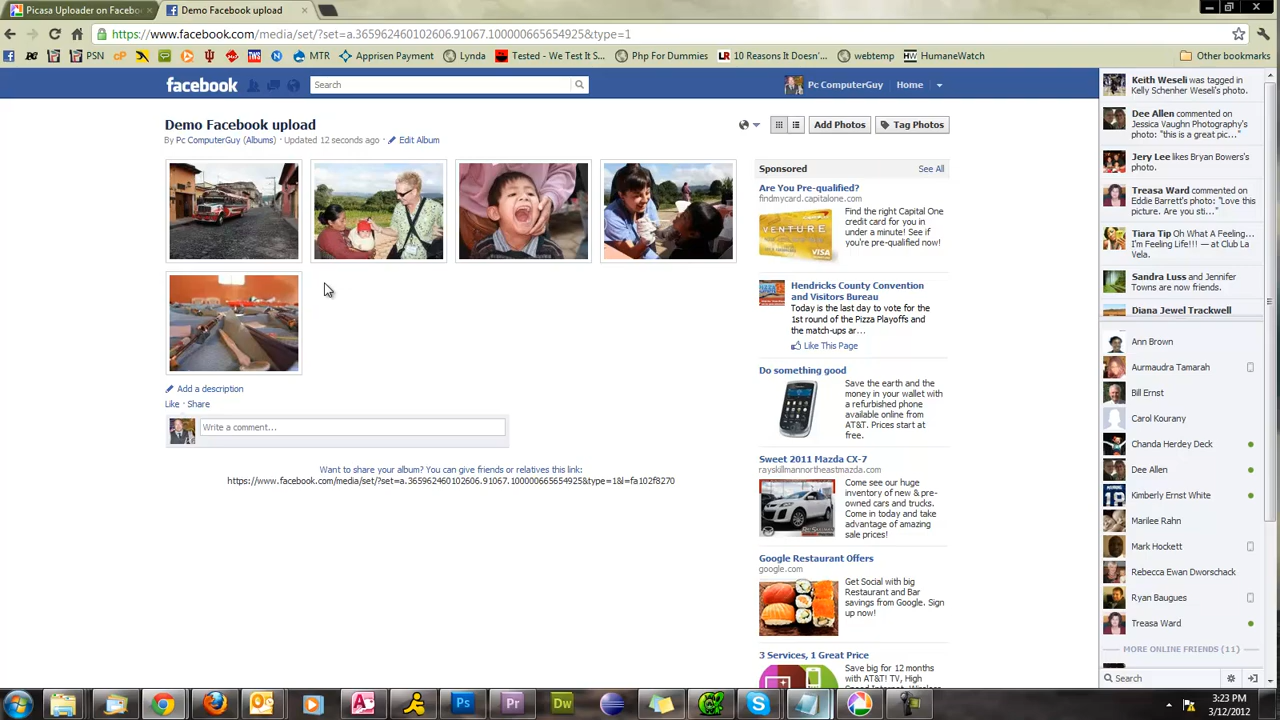 Picasa Uploader on Facebo
Demo Facebook upload
https://www.facebook.com/media/set/?set=a.365962460102606.91067.100000665654925&type=1
PSN
MTR
Apprisen Payment
Lynda
Tested - We Test It S...
Php For Dummies
10 Reasons It Doesn'...
webtemp
HumaneWatch
Other bookmarks
facebook
Search
Pc ComputerGuy
Home
Demo Facebook upload
By Pc ComputerGuy (Albums) · Updated 12 seconds ago · Edit Album
Add Photos
Tag Photos
Add a description
Like · Share
Write a comment...
Want to share your album? You can give friends or relatives this link:
https://www.facebook.com/media/set/?set=a.365962460102606.91067.100000665654925&type=1&l=fa102f8270
Sponsored
See All
Are You Pre-qualified?
findmycard.capitalone.com
VENTURE
VISA
Find the right Capital One
credit card for you in
under a minute! See if
you're pre-qualified now!
Hendricks County Convention
and Visitors Bureau
Today is the last day to vote for the
1st round of the Pizza Playoffs and
the match-ups ar...
Like This Page
Do something good
Save the earth and the
money in your wallet with
a refurbished phone
available online from
AT&T. Prices start at
free.
Sweet 2011 Mazda CX-7
rayskillmannortheastmazda.com
Come see our huge
inventory of new & pre-
owned cars and trucks.
Come in today and take
advantage of amazing
sale prices!
Google Restaurant Offers
google.com
Get Social with big
Restaurant and Bar
savings from Google. Sign
up now!
3 Services, 1 Great Price
Save big for 12 months
with AT&T! TV, High
Keith Weseli was tagged in
Kelly Schenher Weseli's photo.
Dee Allen commented on
Jessica Vaughn Photography's
photo: "this is a great pic..."
Jery Lee likes Bryan Bowers's
photo.
Treasa Ward commented on
Eddie Barrett's photo: "Love this
picture. Are you sti..."
Tiara Tip Oh What A Feeling...
I'm Feeling Life!!! — at Club La
Vela.
Sandra Luss and Jennifer
Towns are now friends.
Diana Jewel Trackwell
Ann Brown
Aurmaudra Tamarah
Bill Ernst
Carol Kourany
Chanda Herdey Deck
Dee Allen
Kimberly Ernst White
Marilee Rahn
Mark Hockett
Rebecca Ewan Dworschack
Ryan Baugues
Treasa Ward
MORE ONLINE FRIENDS (11)
Search
Ps
Pr
Dw
3:23 PM
3/12/2012